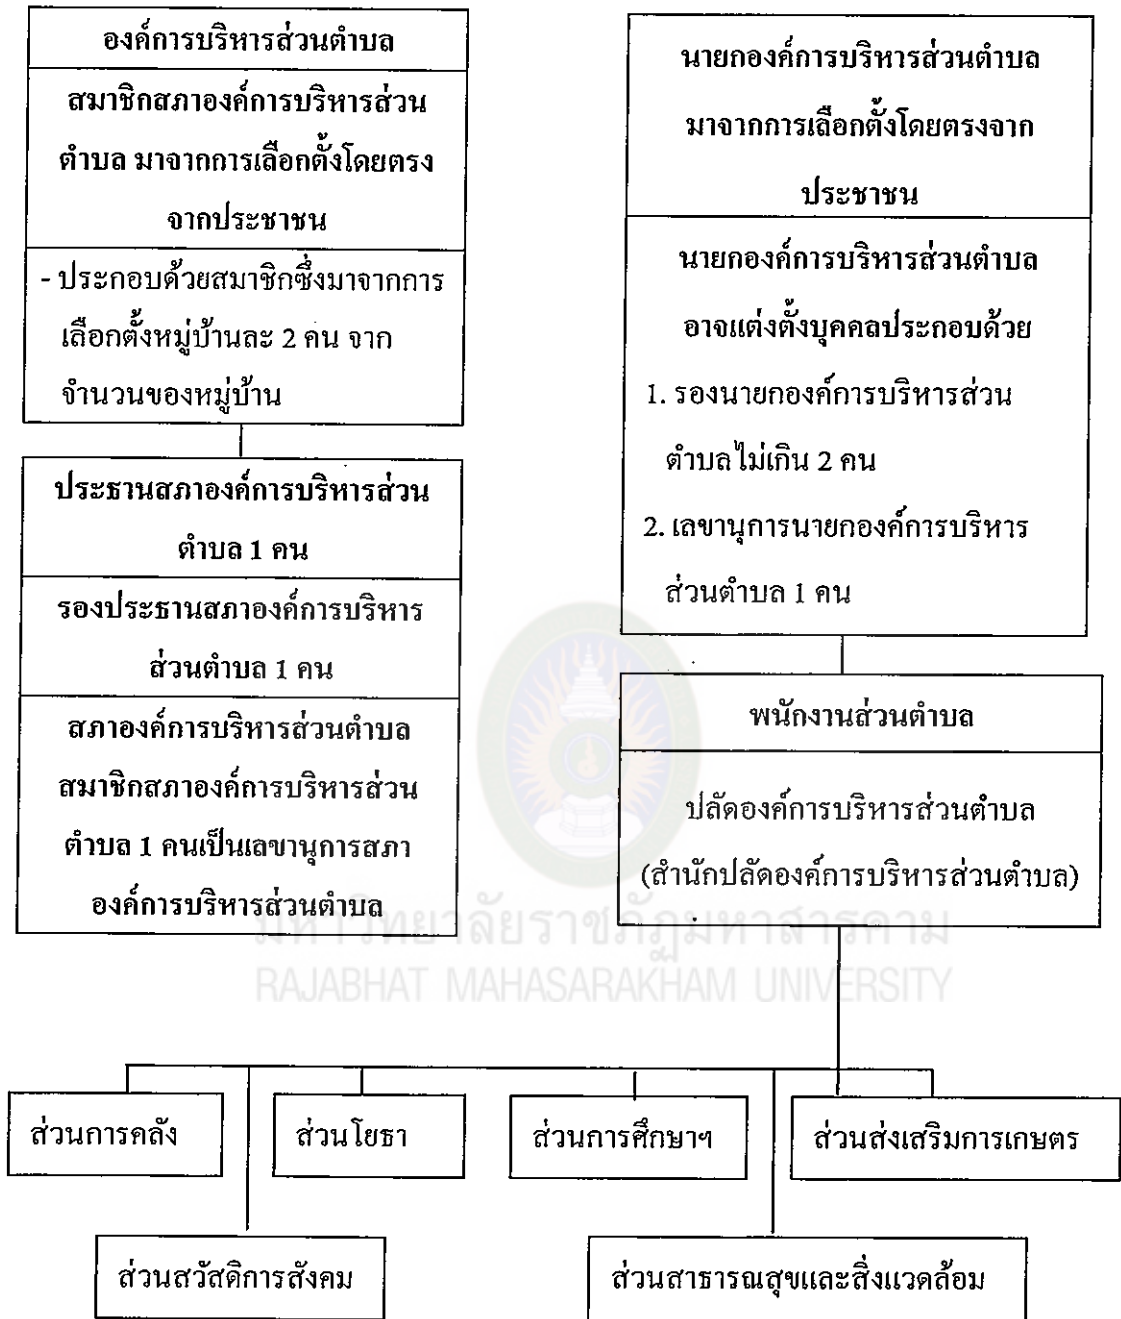 องค์การบริหารส่วนตำบล
สมาชิกสภาองค์การบริหารส่วน
ตำบล มาจากการเลือกตั้งโดยตรง
จากประชาชน
- ประกอบด้วยสมาชิกซึ่งมาจากการ
เลือกตั้งหมู่บ้านละ 2 คน จาก
จำนวนของหมู่บ้าน
ประธานสภาองค์การบริหารส่วน
ตำบล 1 คน
รองประธานสภาองค์การบริหาร
ส่วนตำบล 1 คน
สภาองค์การบริหารส่วนตำบล
สมาชิกสภาองค์การบริหารส่วน
ตำบล 1 คนเป็นเลขานุการสภา
องค์การบริหารส่วนตำบล
นายกองค์การบริหารส่วนตำบล
มาจากการเลือกตั้งโดยตรงจาก
ประชาชน
นายกองค์การบริหารส่วนตำบล
อาจแต่งตั้งบุคคลประกอบด้วย
1. รองนายกองค์การบริหารส่วน
ตำบลไม่เกิน 2 คน
2. เลขานุการนายกองค์การบริหาร
ส่วนตำบล 1 คน
พนักงานส่วนตำบล
ปลัดองค์การบริหารส่วนตำบล
(สำนักปลัดองค์การบริหารส่วนตำบล)
มหาวิทยาลัยราชภัฏมหาสารคาม
RAJABHAT MAHASARAKHAM UNIVERSITY
ส่วนการคลัง
ส่วนโยธา
ส่วนการศึกษาฯ
ส่วนส่งเสริมการเกษตร
ส่วนสวัสดิการสังคม
ส่วนสาธารณสุขและสิ่งแวดล้อม